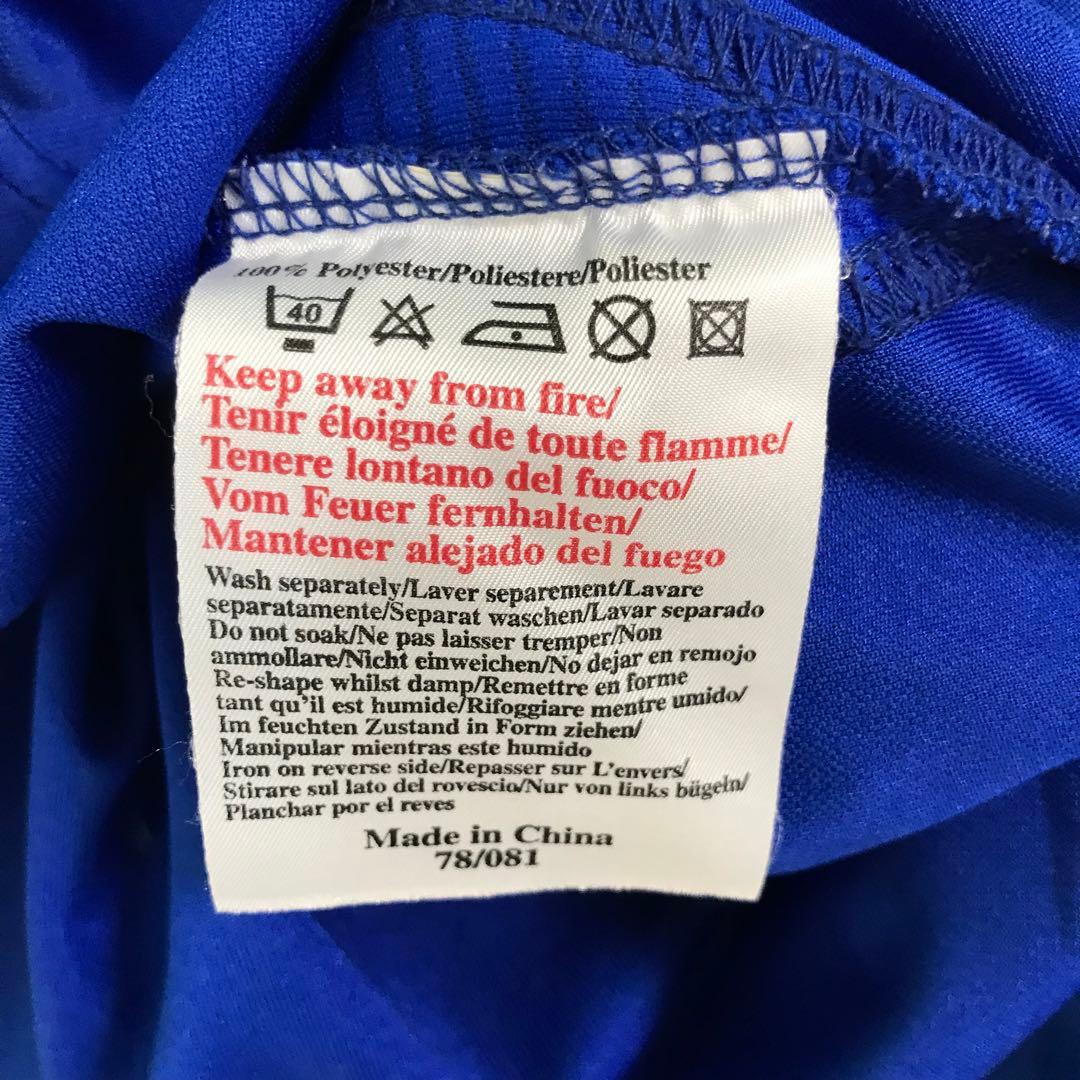 100% Polyester/Poliestere/Poliester
40
Keep away from fire/
Tenir éloigné de toute flamme/
Tenere lontano del fuoco/
Vom Feuer fernhalten/
Mantener alejado del fuego
Wash separately/Laver separement/Lavare
separatamente/Separat waschen/Lavar separado
Do not soak/Ne pas laisser tremper/Non
ammollare/Nicht einweichen/No dejar en remojo
Re-shape whilst damp/Remettre en forme
tant qu'il est humide/Rifoggiare mentre umido/
Im feuchten Zustand in Form ziehen/
Manipular mientras este humido
Iron on reverse side/Repasser sur L'envers/
Stirare sul lato del rovescio/Nur von links bügeln/
Planchar por el reves
Made in China
78/081